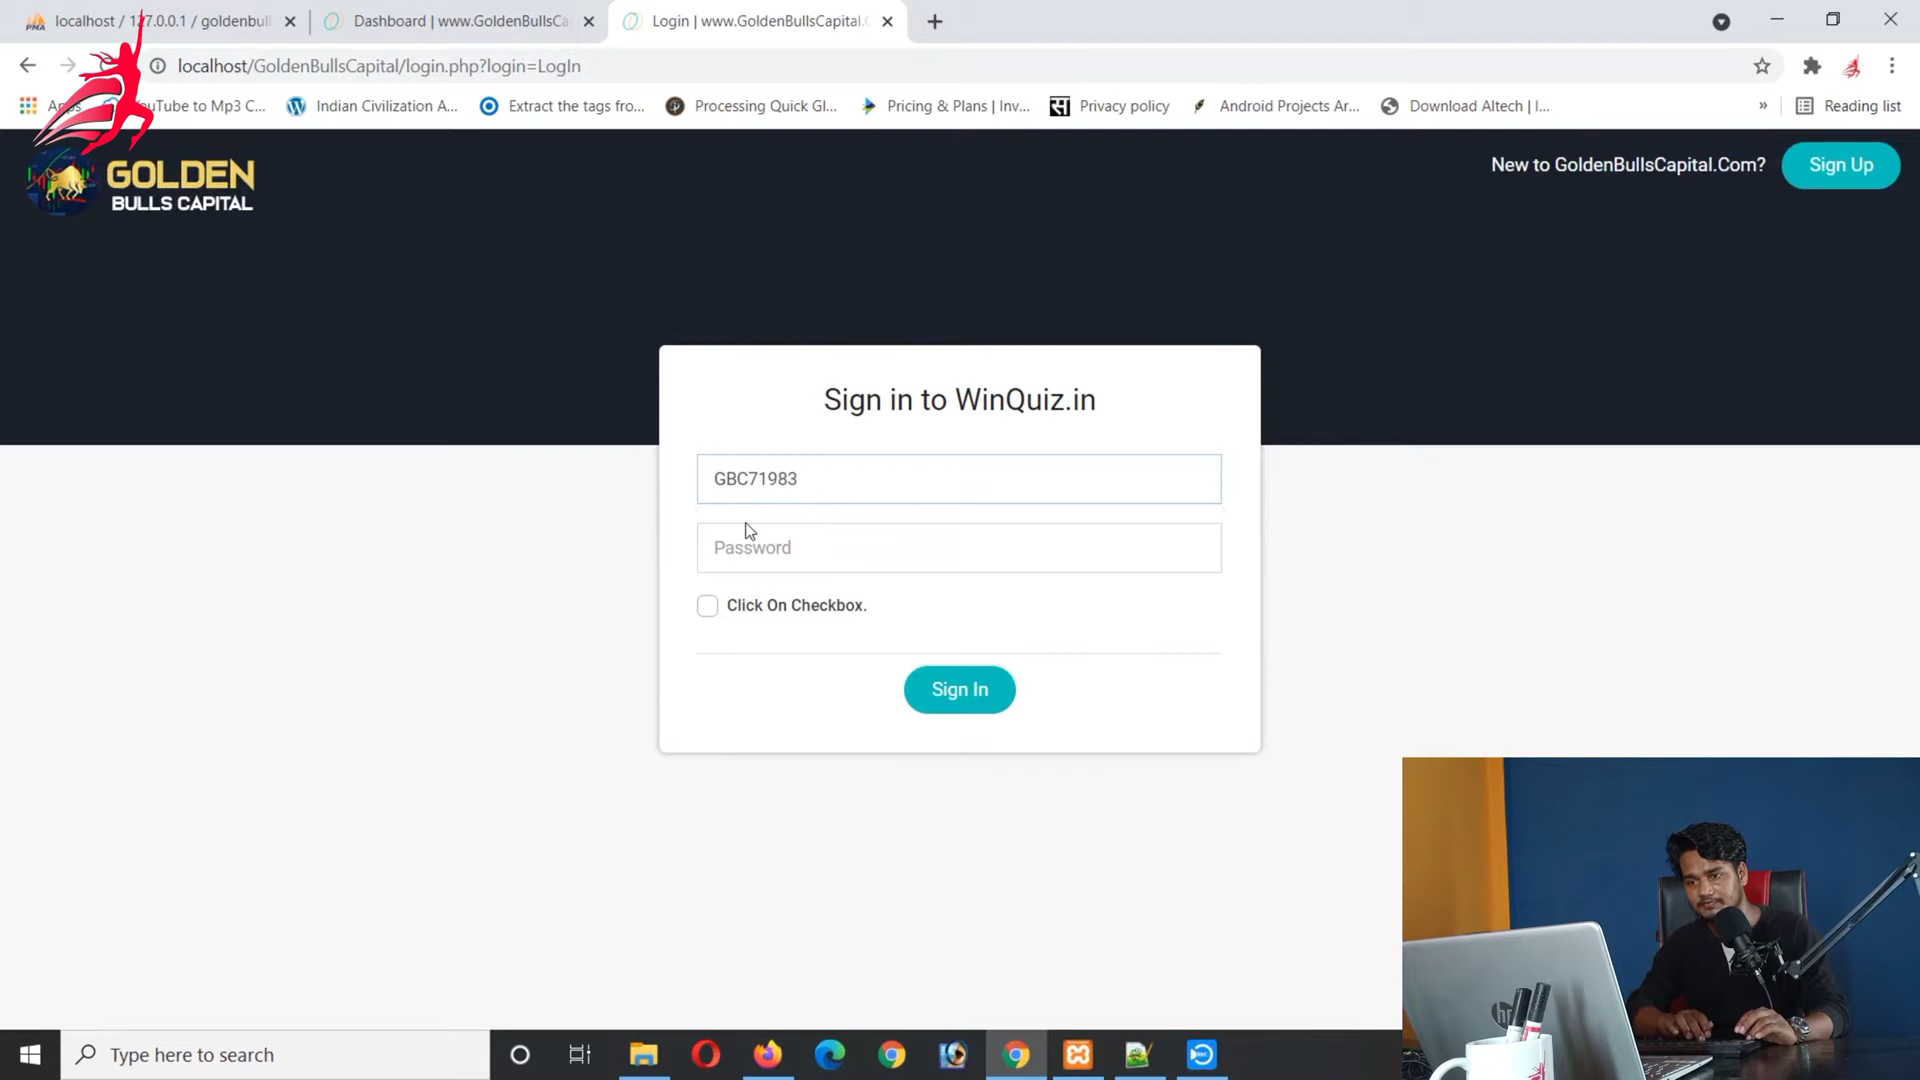 localhost / 127.0.0.1 / goldenbull
Dashboard | www.GoldenBullsCa
Login | www.GoldenBullsCapital.C
localhost/GoldenBullsCapital/login.php?login=LogIn
YouTube to Mp3 C...
Indian Civilization A...
Extract the tags fro...
Processing Quick Gl...
Pricing & Plans | Inv...
Privacy policy
Android Projects Ar...
Download Altech | I...
»
Reading list
GOLDEN
BULLS CAPITAL
New to GoldenBullsCapital.Com?
Sign Up
Sign in to WinQuiz.in
GBC71983
Password
Click On Checkbox.
Sign In
Type here to search
hp